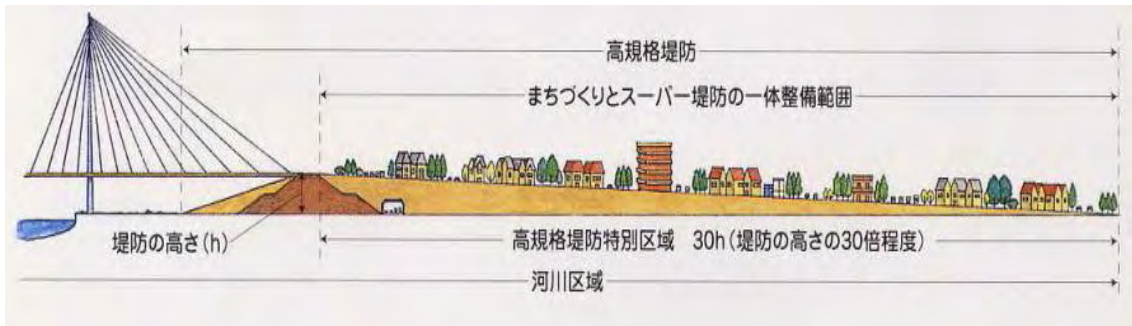 高規格堤防
まちづくりとスーパー堤防の一体整備範囲
堤防の高さ(h)
高規格堤防特別区域 30h(堤防の高さの30倍程度)
河川区域